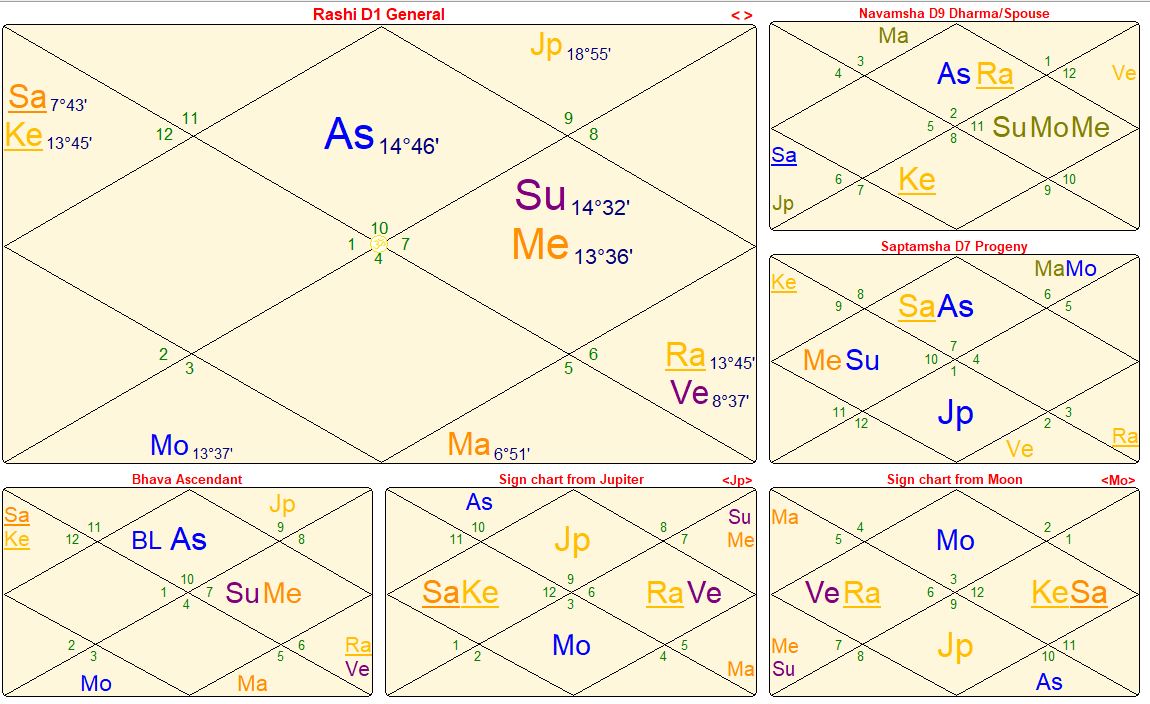 Rashi D1 General
< >
Jp 18°55'
Sa 7°43'
Ke 13°45'
11
12
As 14°46'
9
8
Su 14°32'
Me 13°36'
10
1
7
4
2
3
6
5
Ra 13°45'
Ve 8°37'
Mo 13°37'
Ma 6°51'
Navamsha D9 Dharma/Spouse
Ma
3
4
As Ra
1
12
Ve
2
5
11
8
Su Mo Me
Sa
6
7
Ke
10
9
Jp
Saptamsha D7 Progeny
Ma Mo
Ke
8
9
Sa As
6
5
Me Su
7
10
4
1
11
12
Jp
3
2
Ve
Ra
Bhava Ascendant
Jp
Sa
Ke
11
12
BL As
9
8
10
1
7
4
Su Me
2
3
6
5
Ra
Ve
Mo
Ma
Sign chart from Jupiter
<Jp>
As
10
11
Jp
8
7
Su
Me
Sa Ke
9
12
6
3
Ra Ve
1
2
Mo
5
4
Ma
Sign chart from Moon
<Mo>
Ma
4
5
Mo
2
1
Ve Ra
3
6
12
9
Ke Sa
Me
Su
7
8
Jp
11
10
As